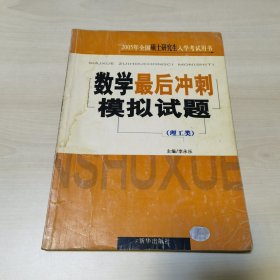 2005年全国硕士研究生入学考试用书
SHUXUE ZUIHOUCHONGCI MONISHITI
数学最后冲刺
模拟试题
(理工类)
NSHUXUE
主编/李永乐
新华出版社